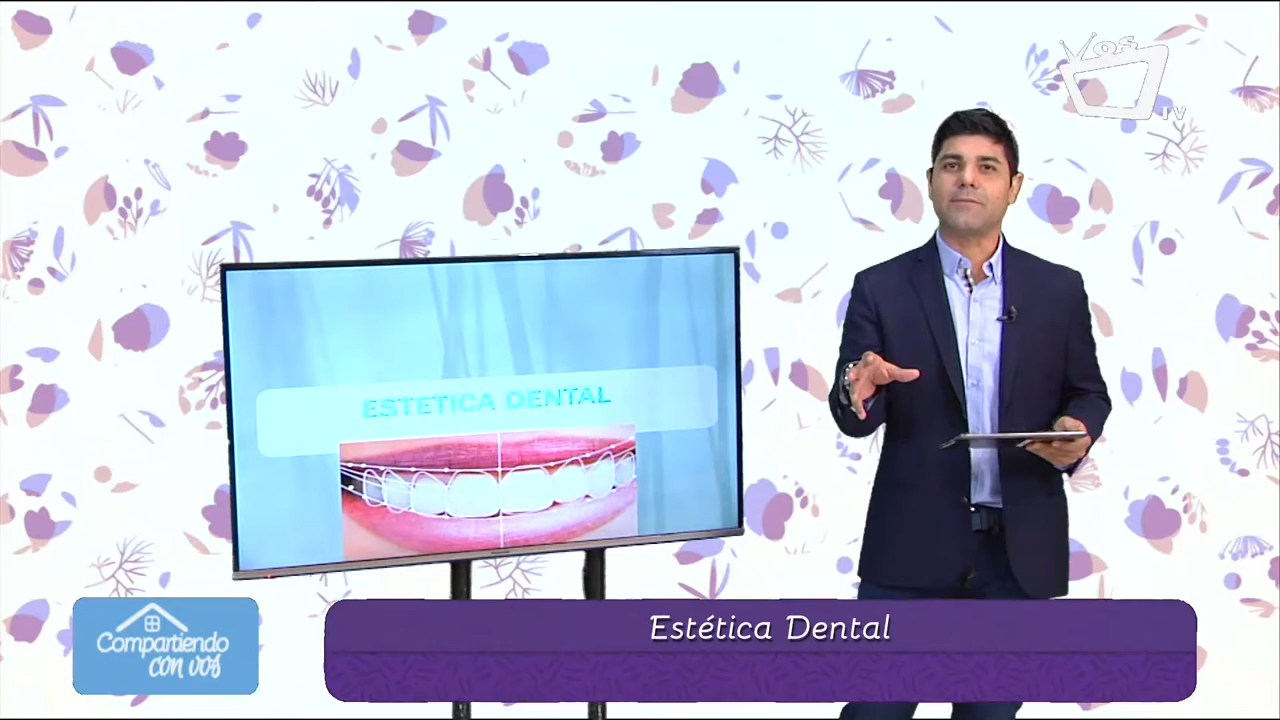 Vos
TV
ESTETICA DENTAL
Estética Dental
Compartiendo
con vos